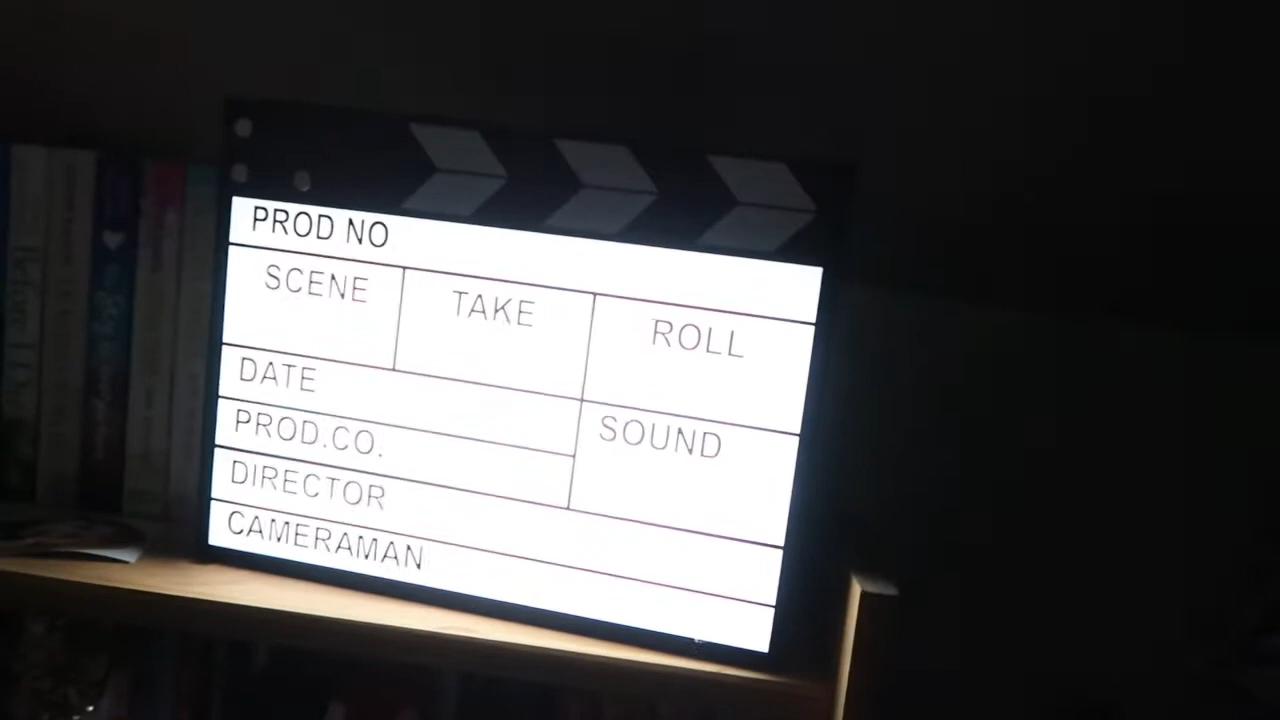 PROD NO
SCENE TAKE ROLL
DATE
SOUND
PROD.CO.
DIRECTOR
CAMERAMAN